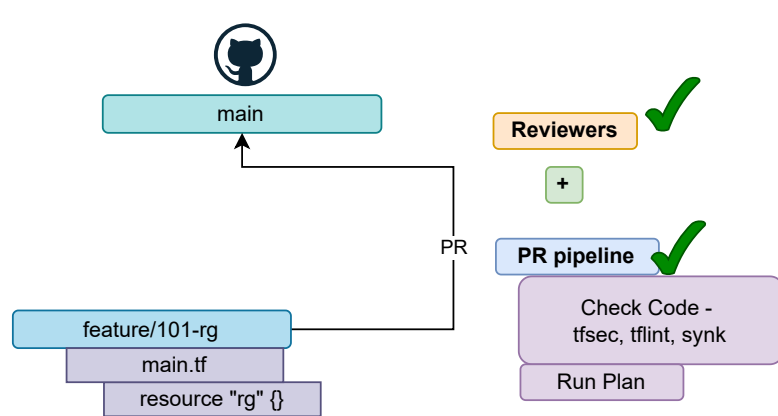 main
Reviewers
+
PR
PR pipeline
Check Code -
tfsec, tflint, synk
Run Plan
feature/101-rg
main.tf
resource "rg" {}